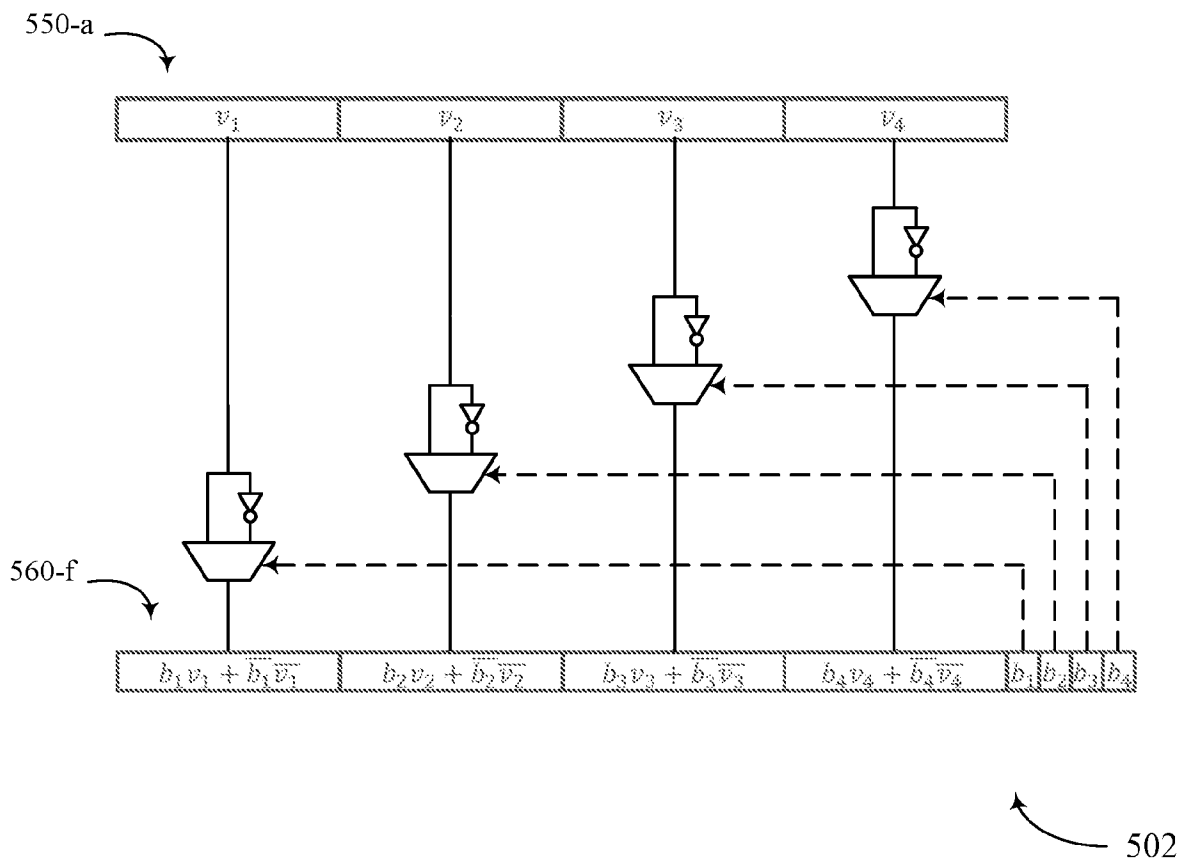 550-a
v₁ v₂ v₃ v₄
560-f
b₁v₁ + b̅₁v̅₁ b₂v₂ + b̅₂v̅₂ b₃v₃ + b̅₃v̅₃ b₄v₄ + b̅₄v̅₄ b₁ b₂ b₃ b₄
502